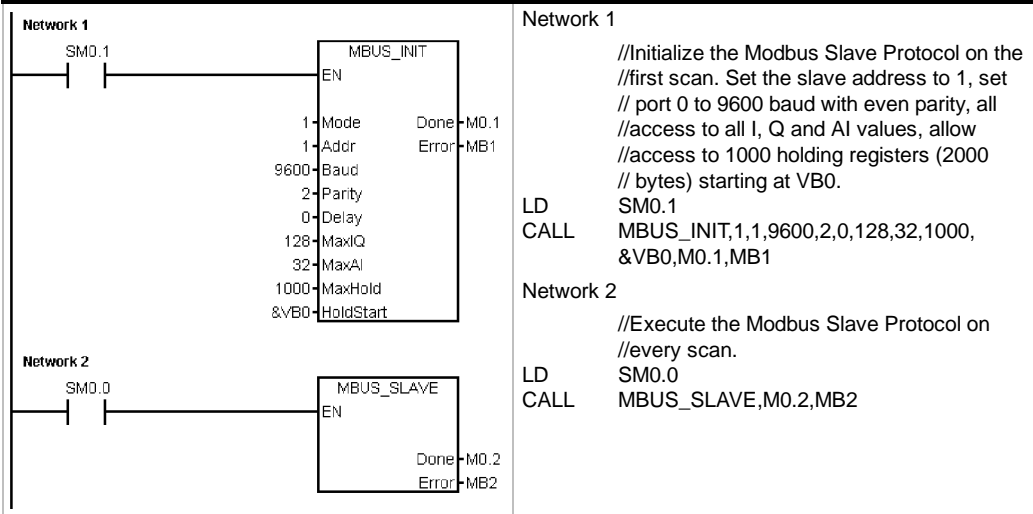 Network 1
SM0.1
MBUS_INIT
EN
1 Mode Done M0.1
1 Addr Error MB1
9600 Baud
2 Parity
0 Delay
128 MaxIQ
32 MaxAI
1000 MaxHold
&VB0 HoldStart
Network 2
SM0.0
MBUS_SLAVE
EN
Done M0.2
Error MB2
Network 1
//Initialize the Modbus Slave Protocol on the
//first scan. Set the slave address to 1, set
// port 0 to 9600 baud with even parity, all
//access to all I, Q and AI values, allow
//access to 1000 holding registers (2000
// bytes) starting at VB0.
LD SM0.1
CALL MBUS_INIT,1,1,9600,2,0,128,32,1000,
&VB0,M0.1,MB1
Network 2
//Execute the Modbus Slave Protocol on
//every scan.
LD SM0.0
CALL MBUS_SLAVE,M0.2,MB2